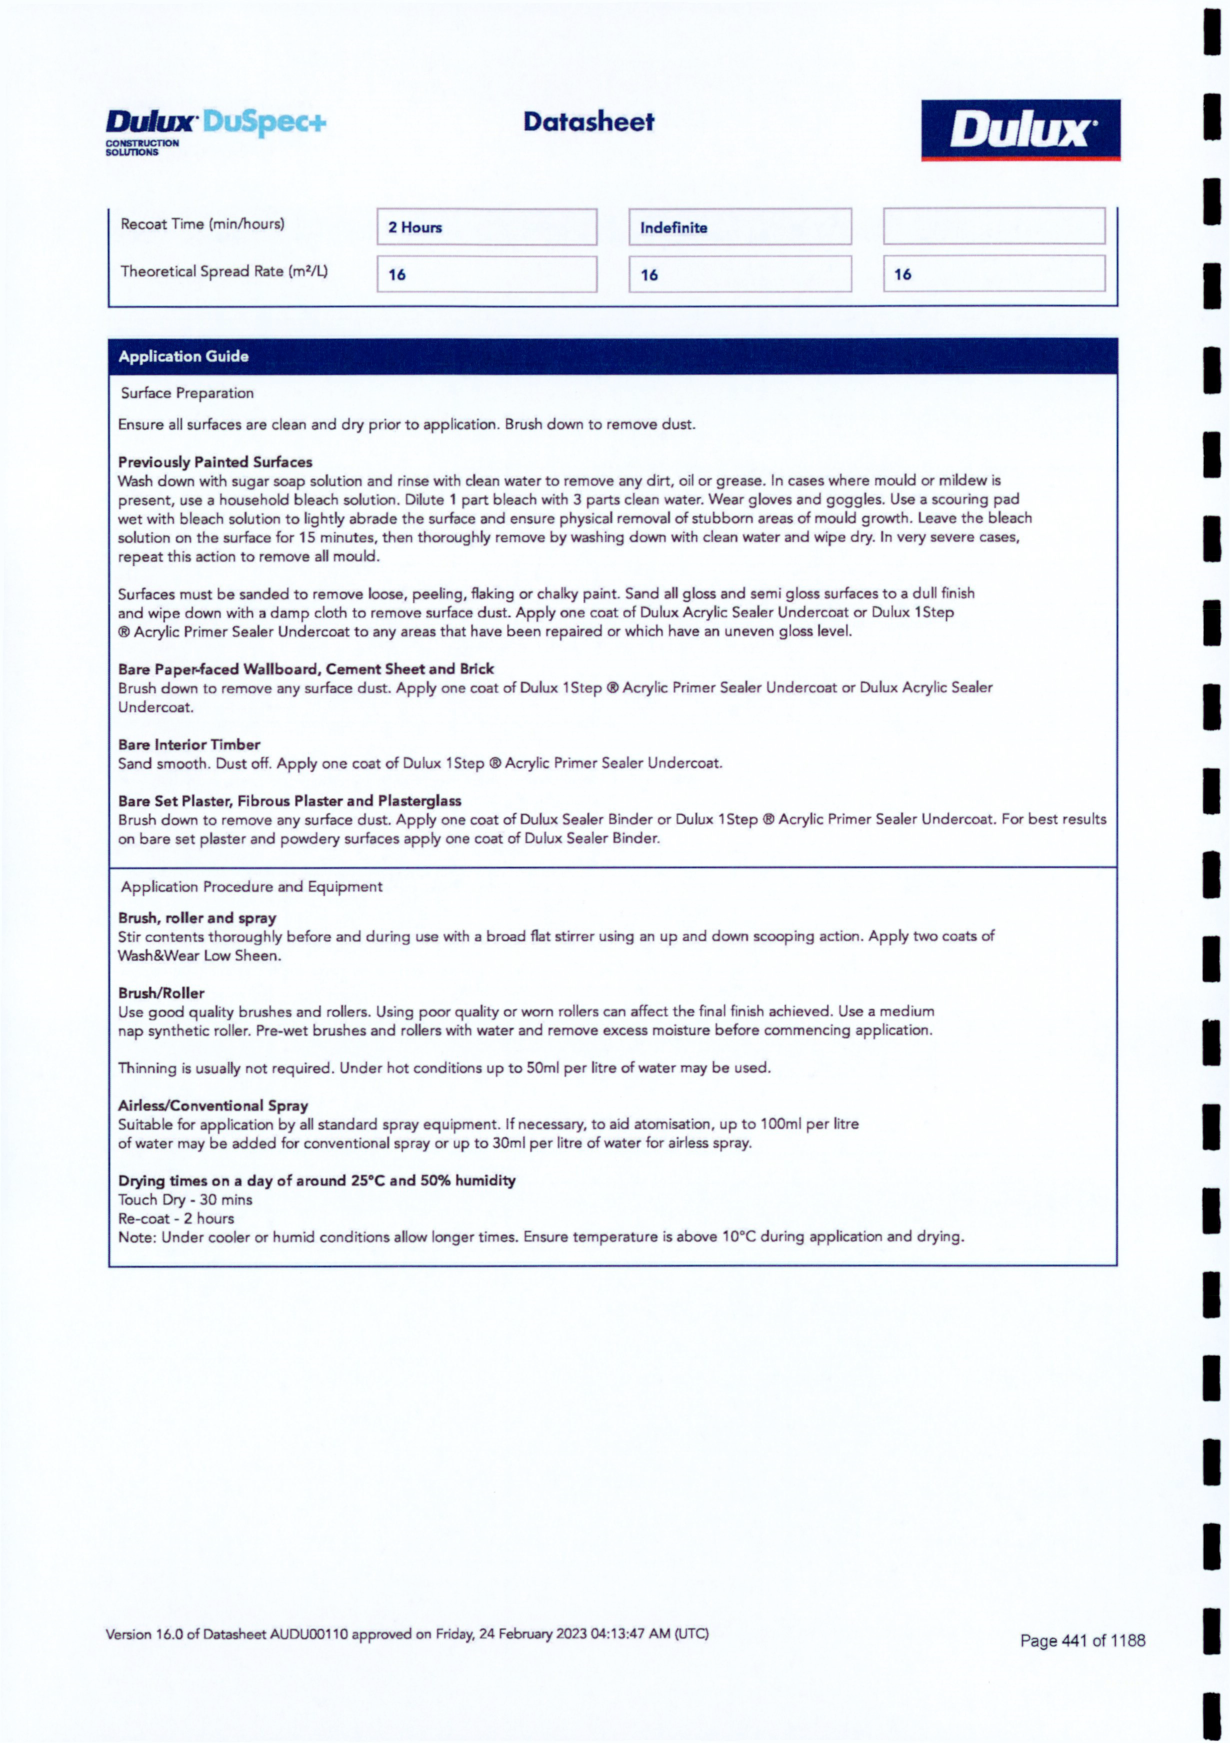 Dulux DuSpec+
CONSTRUCTION
SOLUTIONS
Datasheet
Dulux
Recoat Time (min/hours) 2 Hours Indefinite
Theoretical Spread Rate (m²/L) 16 16 16
Application Guide
Surface Preparation
Ensure all surfaces are clean and dry prior to application. Brush down to remove dust.
Previously Painted Surfaces
Wash down with sugar soap solution and rinse with clean water to remove any dirt, oil or grease. In cases where mould or mildew is
present, use a household bleach solution. Dilute 1 part bleach with 3 parts clean water. Wear gloves and goggles. Use a scouring pad
wet with bleach solution to lightly abrade the surface and ensure physical removal of stubborn areas of mould growth. Leave the bleach
solution on the surface for 15 minutes, then thoroughly remove by washing down with clean water and wipe dry. In very severe cases,
repeat this action to remove all mould.
Surfaces must be sanded to remove loose, peeling, flaking or chalky paint. Sand all gloss and semi gloss surfaces to a dull finish
and wipe down with a damp cloth to remove surface dust. Apply one coat of Dulux Acrylic Sealer Undercoat or Dulux 1Step
® Acrylic Primer Sealer Undercoat to any areas that have been repaired or which have an uneven gloss level.
Bare Paper-faced Wallboard, Cement Sheet and Brick
Brush down to remove any surface dust. Apply one coat of Dulux 1Step ® Acrylic Primer Sealer Undercoat or Dulux Acrylic Sealer
Undercoat.
Bare Interior Timber
Sand smooth. Dust off. Apply one coat of Dulux 1Step ® Acrylic Primer Sealer Undercoat.
Bare Set Plaster, Fibrous Plaster and Plasterglass
Brush down to remove any surface dust. Apply one coat of Dulux Sealer Binder or Dulux 1Step ® Acrylic Primer Sealer Undercoat. For best results
on bare set plaster and powdery surfaces apply one coat of Dulux Sealer Binder.
Application Procedure and Equipment
Brush, roller and spray
Stir contents thoroughly before and during use with a broad flat stirrer using an up and down scooping action. Apply two coats of
Wash&Wear Low Sheen.
Brush/Roller
Use good quality brushes and rollers. Using poor quality or worn rollers can affect the final finish achieved. Use a medium
nap synthetic roller. Pre-wet brushes and rollers with water and remove excess moisture before commencing application.
Thinning is usually not required. Under hot conditions up to 50ml per litre of water may be used.
Airless/Conventional Spray
Suitable for application by all standard spray equipment. If necessary, to aid atomisation, up to 100ml per litre
of water may be added for conventional spray or up to 30ml per litre of water for airless spray.
Drying times on a day of around 25°C and 50% humidity
Touch Dry - 30 mins
Re-coat - 2 hours
Note: Under cooler or humid conditions allow longer times. Ensure temperature is above 10°C during application and drying.
Version 16.0 of Datasheet AUDU00110 approved on Friday, 24 February 2023 04:13:47 AM (UTC)
Page 441 of 1188